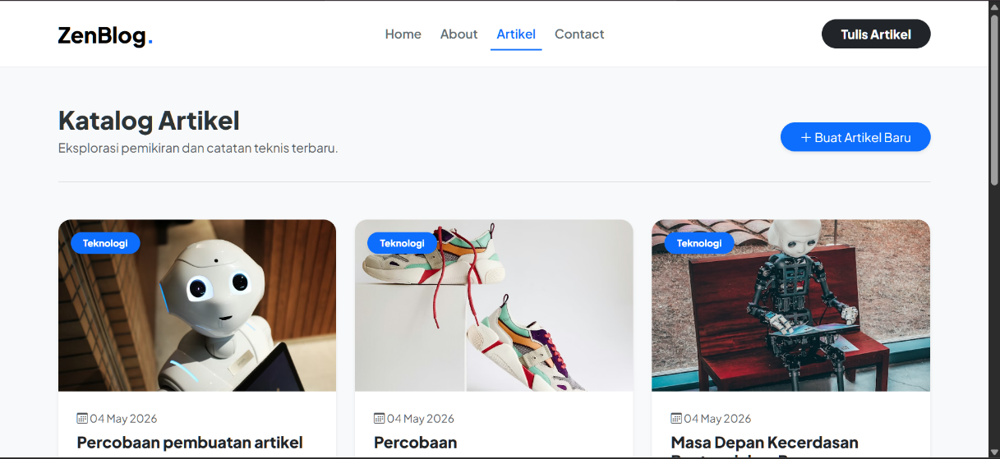 ZenBlog.
Home About Artikel Contact
Tulis Artikel
Katalog Artikel
Eksplorasi pemikiran dan catatan teknis terbaru.
+ Buat Artikel Baru
Teknologi
Teknologi
Teknologi
04 May 2026
Percobaan pembuatan artikel
04 May 2026
Percobaan
04 May 2026
Masa Depan Kecerdasan